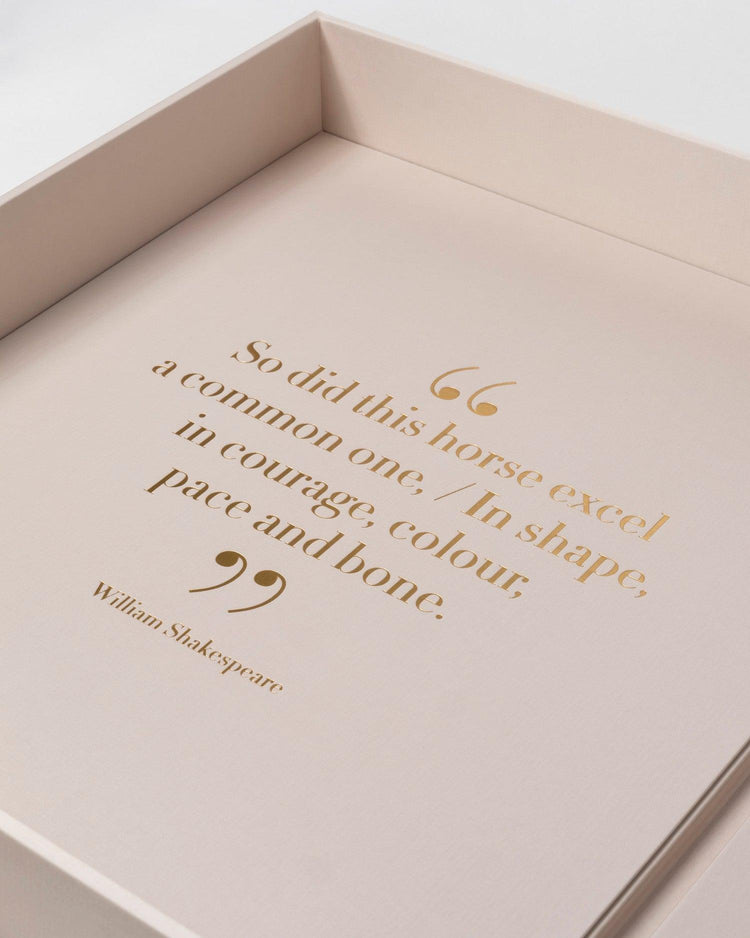 “
So did this horse excel
a common one, / In shape,
in courage, colour,
pace and bone.
”
William Shakespeare